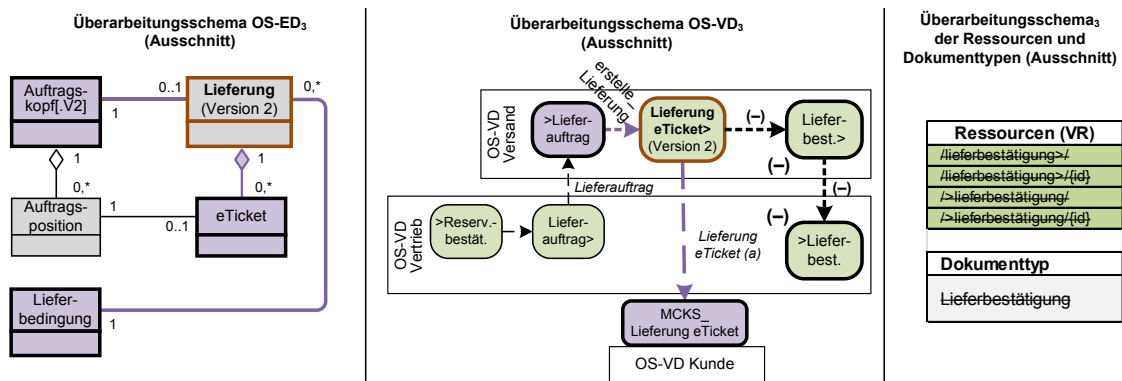 Überarbeitungsschema OS-ED3
(Ausschnitt)
Auftrags-
kopf[.V2]
1
0..1
Lieferung
(Version 2)
0,*
1
0,*
1
0,*
Auftrags-
position
1
0..1
eTicket
Liefer-
bedingung
1
Überarbeitungsschema OS-VD3
(Ausschnitt)
OS-VD
Versand
>Liefer-
auftrag
erstelle_
Lieferung
Lieferung
eTicket>
(Version 2)
(–)
Liefer-
best.>
(–)
(–)
Lieferauftrag
OS-VD
Vertrieb
>Reserv.-
bestät.
Liefer-
auftrag>
(–)
>Liefer-
best.
Lieferung
eTicket (a)
MCKS_
Lieferung eTicket
OS-VD Kunde
Überarbeitungsschema3
der Ressourcen und
Dokumenttypen (Ausschnitt)
Ressourcen (VR)
/lieferbestätigung>/
/lieferbestätigung>/{id}
/>lieferbestätigung/
/>lieferbestätigung/{id}
Dokumenttyp
Lieferbestätigung